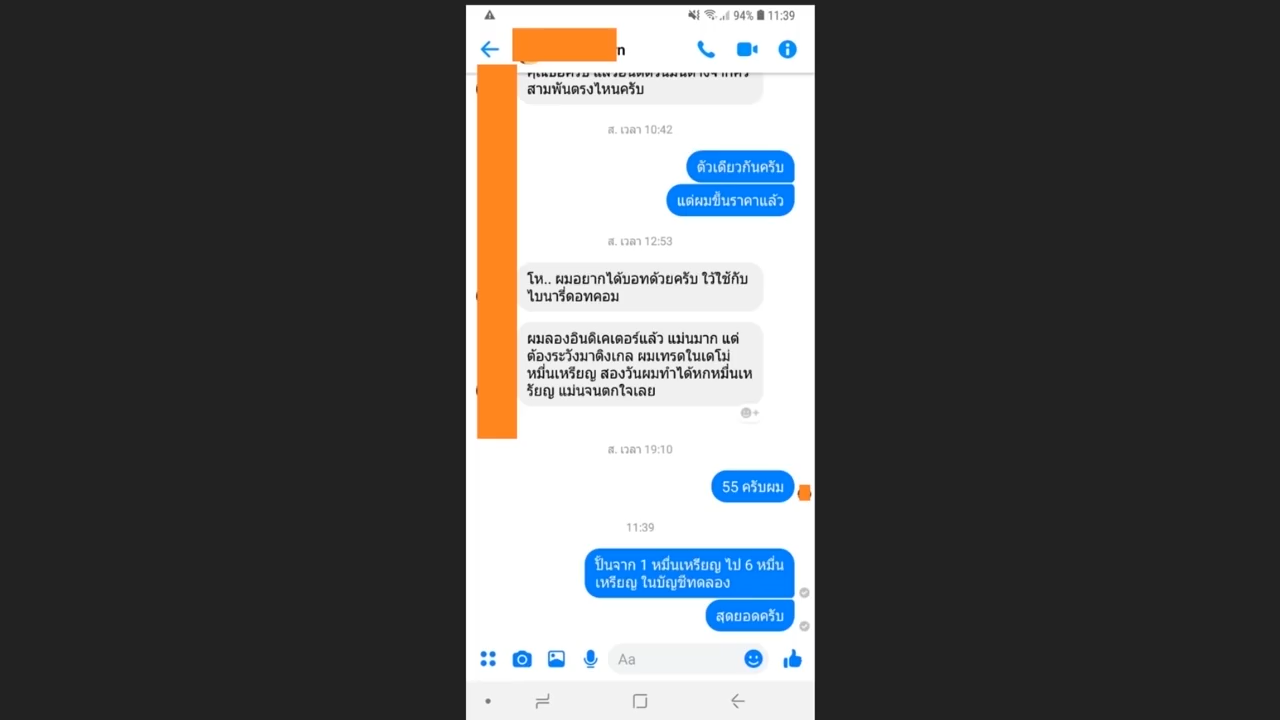 94% 11:39
n
สามพันตรงไหนครับ
ส. เวลา 10:42
ตัวเดียวกันครับ
แต่ผมขึ้นราคาแล้ว
ส. เวลา 12:53
โห.. ผมอยากได้บอทด้วยครับ ใว้ใช้กับ
ไบนารี่ดอทคอม
ผมลองอินดิเคเตอร์แล้ว แม่นมาก แต่
ต้องระวังมาติงเกล ผมเทรดในเดโม่
หมื่นเหรียญ สองวันผมทำได้หกหมื่นเห
รัยญ แม่นจนตกใจเลย
ส. เวลา 19:10
55 ครับผม
11:39
ปั้นจาก 1 หมื่นเหรียญ ไป 6 หมื่น
เหรียญ ในบัญชีทดลอง
สุดยอดครับ
Aa